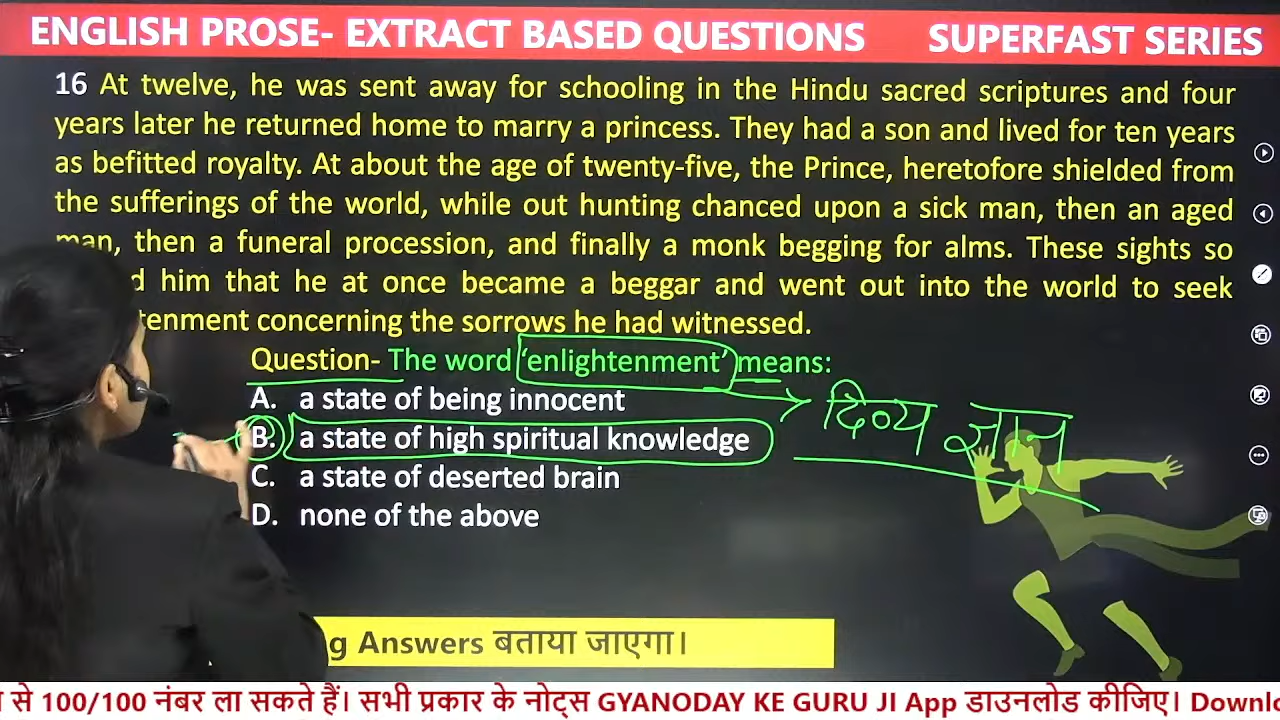 ENGLISH PROSE- EXTRACT BASED QUESTIONS SUPERFAST SERIES
16 At twelve, he was sent away for schooling in the Hindu sacred scriptures and four
years later he returned home to marry a princess. They had a son and lived for ten years
as befitted royalty. At about the age of twenty-five, the Prince, heretofore shielded from
the sufferings of the world, while out hunting chanced upon a sick man, then an aged
man, then a funeral procession, and finally a monk begging for alms. These sights so
him that he at once became a beggar and went out into the world to seek
tenment concerning the sorrows he had witnessed.
Question- The word ‘enlightenment’ means:
A. a state of being innocent
दिव्य ज्ञान
B. a state of high spiritual knowledge
C. a state of deserted brain
D. none of the above
g Answers बताया जाएगा।
से 100/100 नंबर ला सकते हैं। सभी प्रकार के नोट्स GYANODAY KE GURU JI App डाउनलोड कीजिए। Downlo